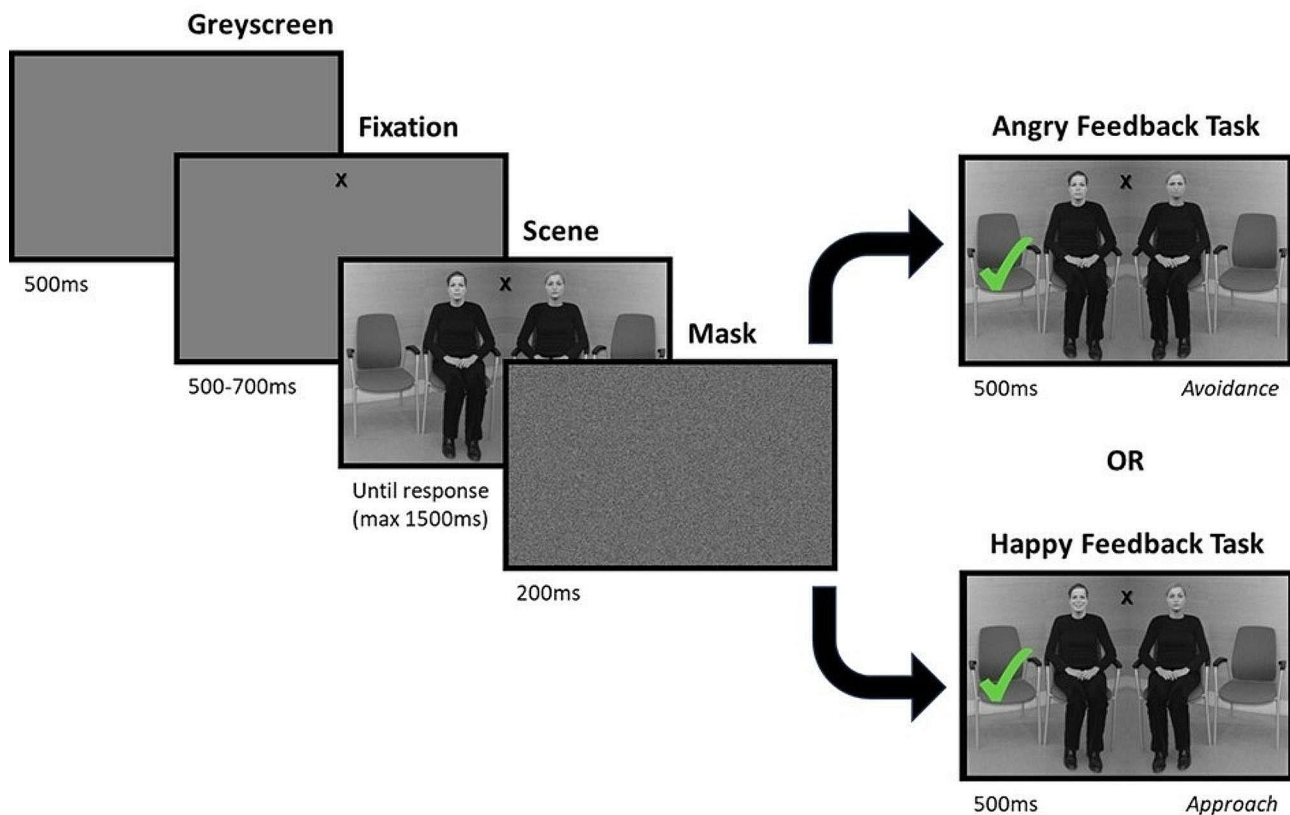 Greyscreen
500ms
Fixation
X
500-700ms
Scene
X
Until response
(max 1500ms)
Mask
200ms
Angry Feedback Task
X
500ms
Avoidance
OR
Happy Feedback Task
X
500ms
Approach